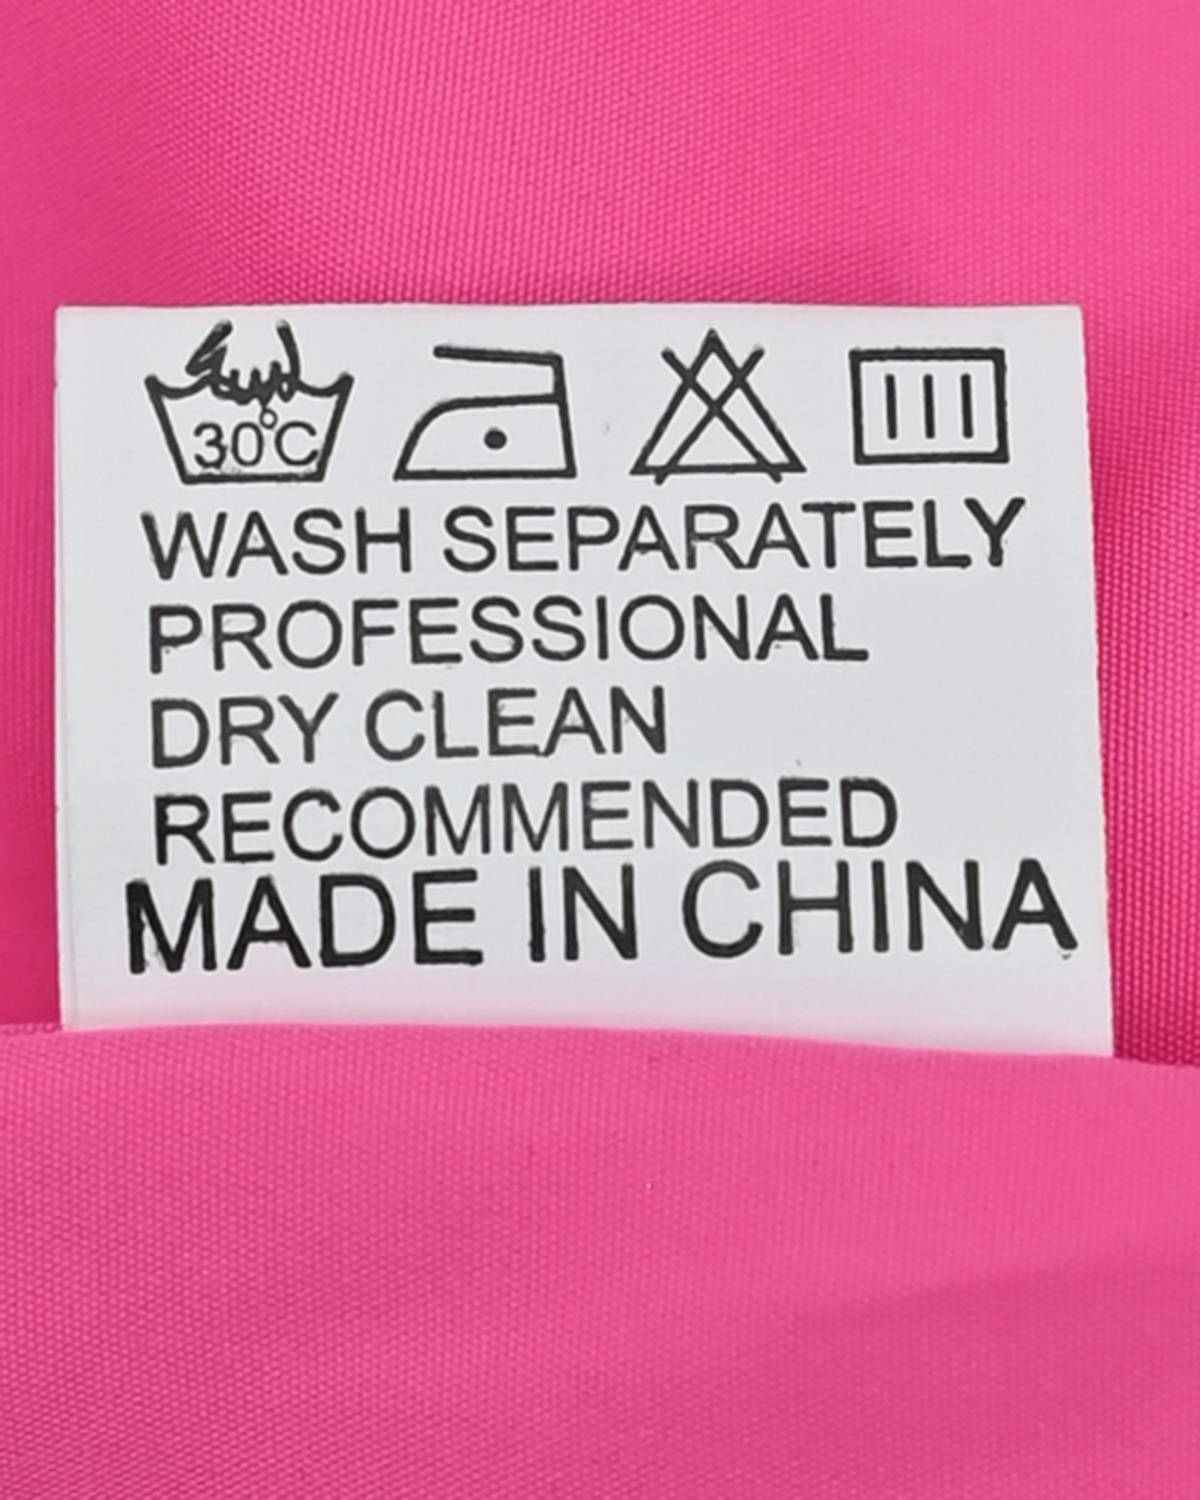 30°C
WASH SEPARATELY
PROFESSIONAL
DRY CLEAN
RECOMMENDED
MADE IN CHINA